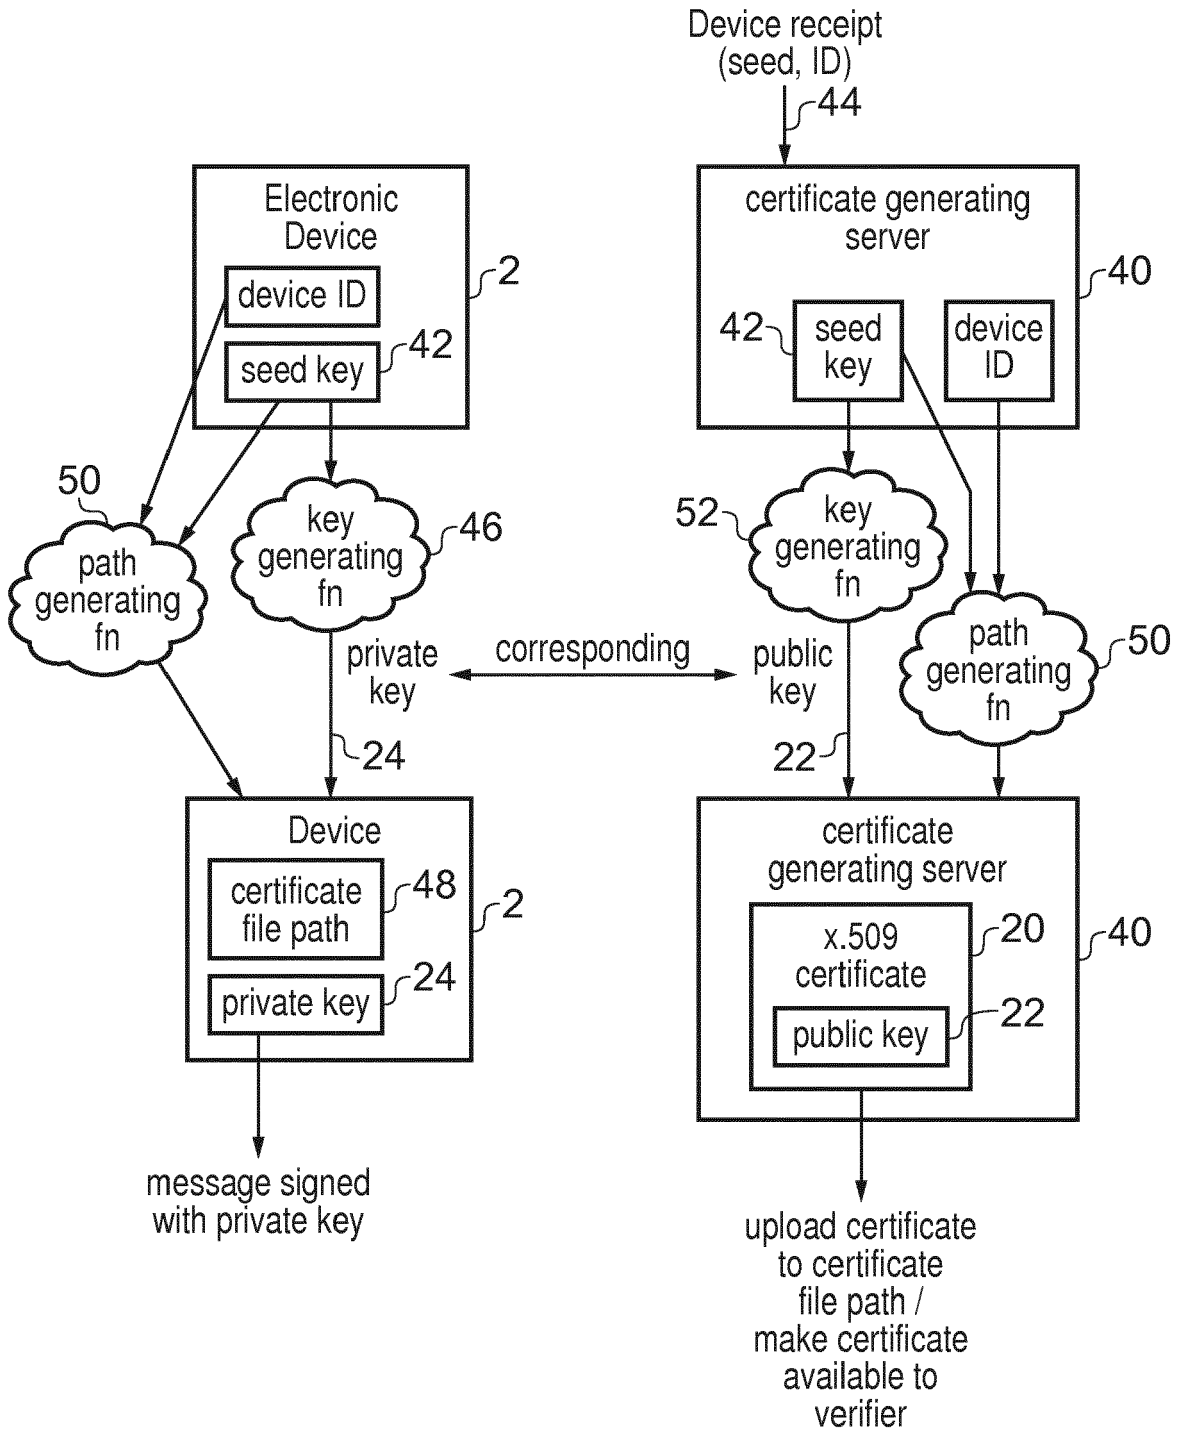 Device receipt
(seed, ID)
44
Electronic
Device
device ID
seed key
42
2
certificate generating
server
40
42
seed
key
device
ID
50
path
generating
fn
key
generating
fn
46
52
key
generating
fn
path
generating
fn
50
private
key
corresponding
public
key
24
22
Device
certificate
file path
48
2
private key
24
certificate
generating server
x.509
certificate
20
40
public key
22
message signed
with private key
upload certificate
to certificate
file path /
make certificate
available to
verifier